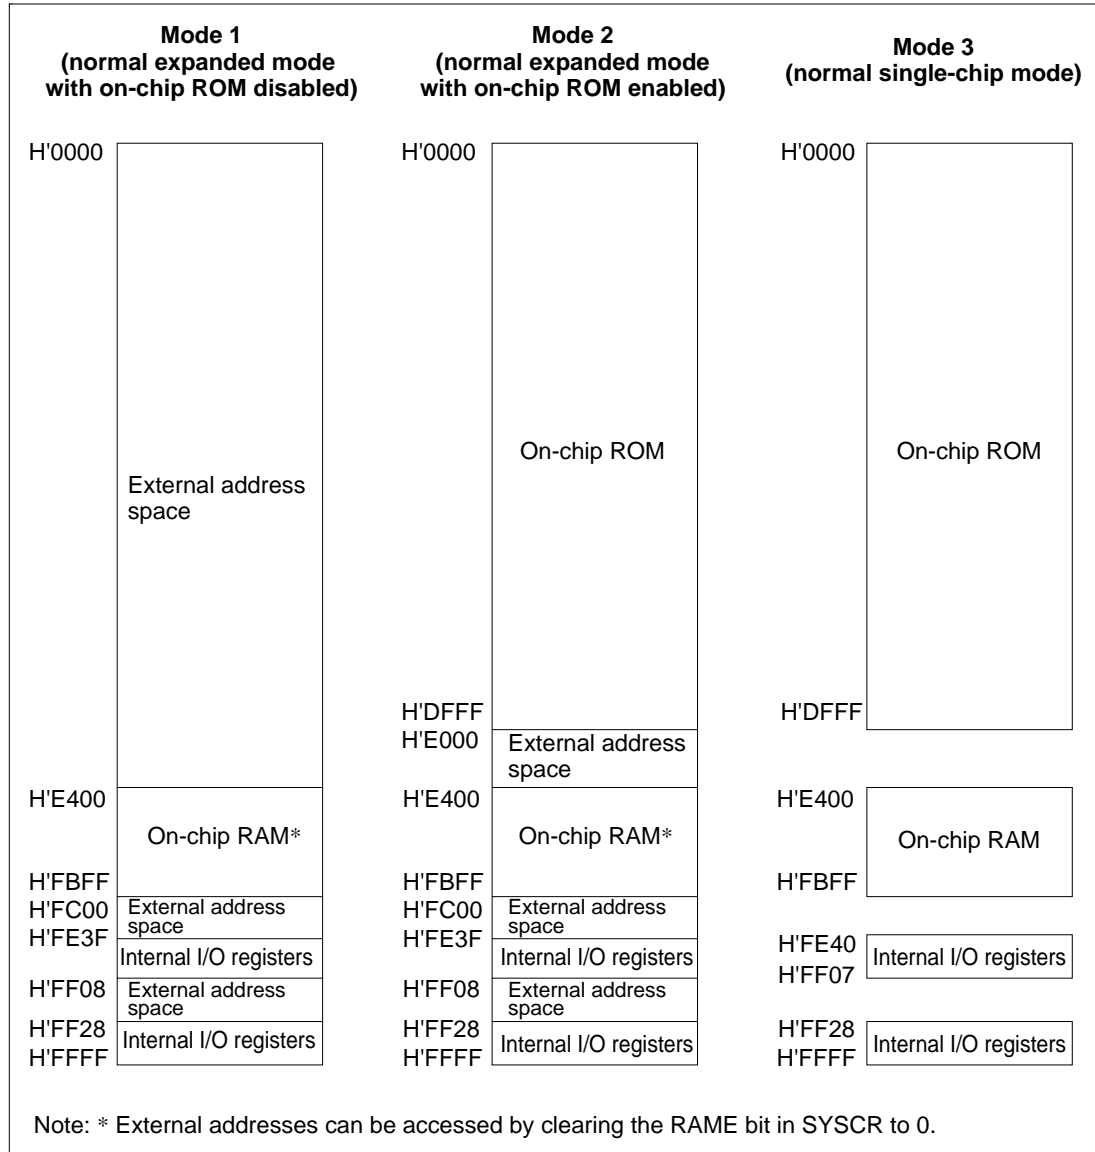 Mode 1
(normal expanded mode
with on-chip ROM disabled)
H'0000
External address
space
H'E400
On-chip RAM*
H'FBFF
H'FC00
External address
space
H'FE3F
Internal I/O registers
H'FF08
External address
space
H'FF28
Internal I/O registers
H'FFFF
Mode 2
(normal expanded mode
with on-chip ROM enabled)
H'0000
On-chip ROM
H'DFFF
H'E000
External address
space
H'E400
On-chip RAM*
H'FBFF
H'FC00
External address
space
H'FE3F
Internal I/O registers
H'FF08
External address
space
H'FF28
Internal I/O registers
H'FFFF
Mode 3
(normal single-chip mode)
H'0000
On-chip ROM
H'DFFF
H'E400
On-chip RAM
H'FBFF
H'FE40
Internal I/O registers
H'FF07
H'FF28
Internal I/O registers
H'FFFF
Note: * External addresses can be accessed by clearing the RAME bit in SYSCR to 0.